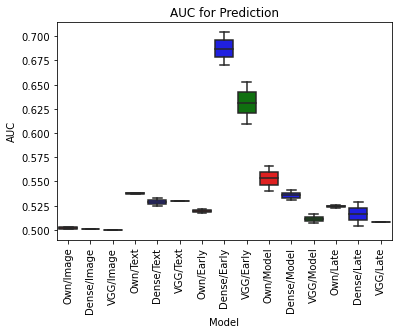 AUC for Prediction
0.700
0.675
0.650
0.625
0.600
0.575
0.550
0.525
0.500
AUC
Own/Image
Dense/Image
VGG/Image
Own/Text
Dense/Text
VGG/Text
Own/Early
Dense/Early
VGG/Early
Own/Model
Dense/Model
VGG/Model
Own/Late
Dense/Late
VGG/Late
Model